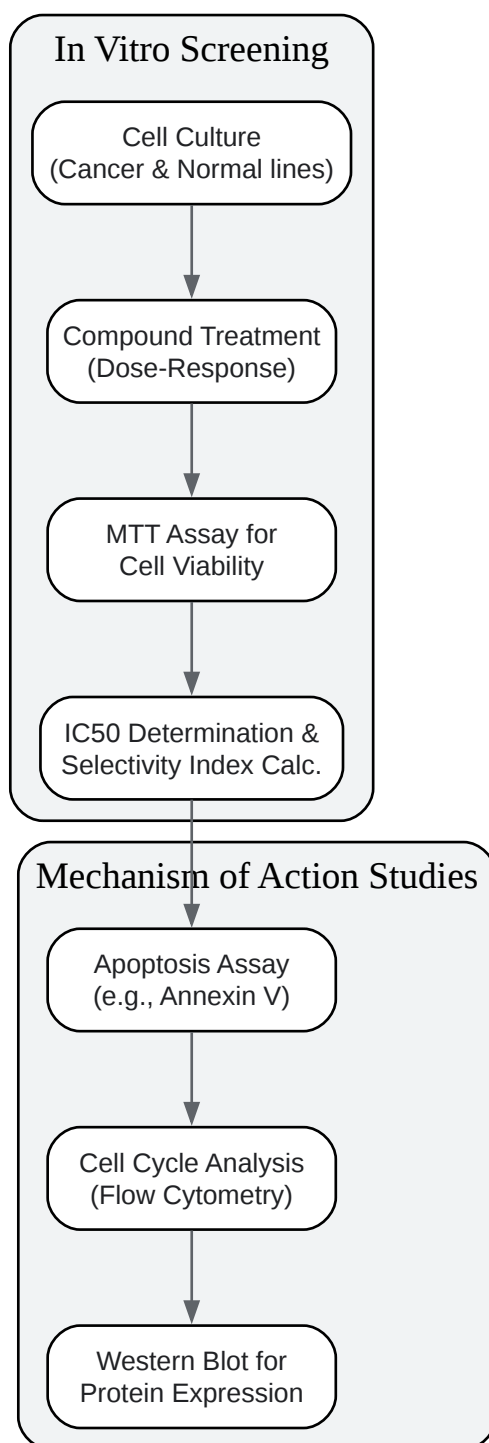 In Vitro Screening
Cell Culture
(Cancer & Normal lines)
Compound Treatment
(Dose-Response)
MTT Assay for
Cell Viability
IC50 Determination &
Selectivity Index Calc.
Mechanism of Action Studies
Apoptosis Assay
(e.g., Annexin V)
Cell Cycle Analysis
(Flow Cytometry)
Western Blot for
Protein Expression